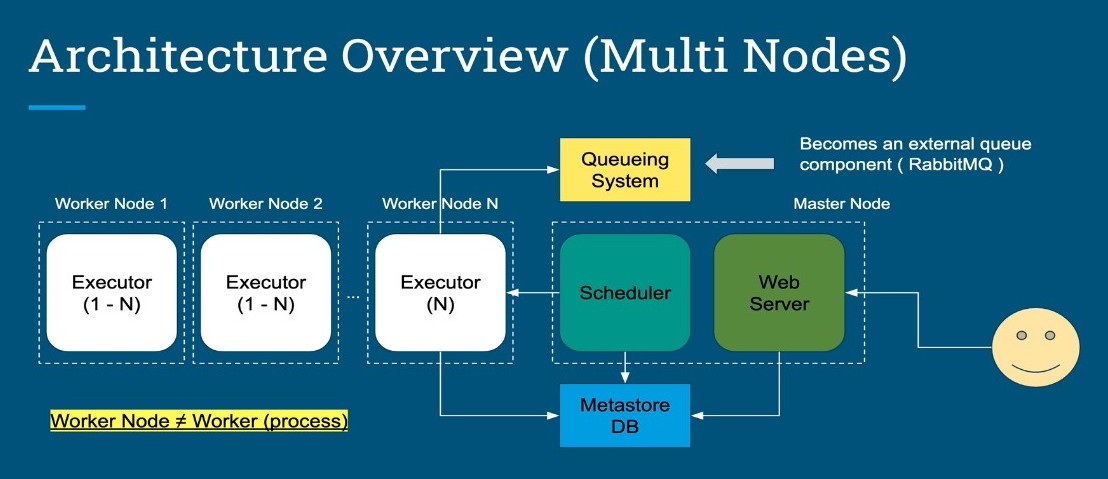 Architecture Overview (Multi Nodes)
Queueing
System
Becomes an external queue
component ( RabbitMQ )
Worker Node 1
Worker Node 2
Worker Node N
Master Node
Executor
(1 - N)
Executor
(1 - N)
...
Executor
(N)
Scheduler
Web
Server
Metastore
DB
Worker Node ≠ Worker (process)